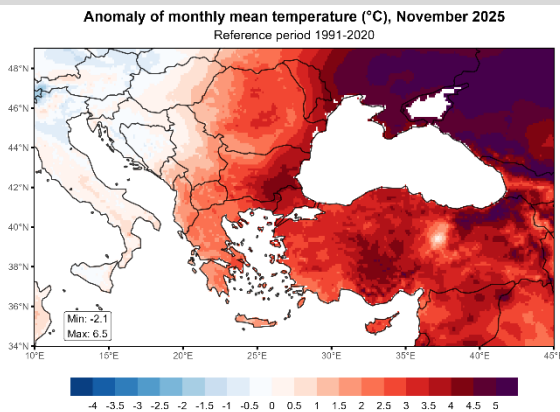 Anomaly of monthly mean temperature (°C), November 2025
Reference period 1991-2020
48°N
46°N
44°N
42°N
40°N
38°N
36°N
34°N
Min: -2.1
Max: 6.5
10°E 15°E 20°E 25°E 30°E 35°E 40°E 45°E
-4 -3.5 -3 -2.5 -2 -1.5 -1 -0.5 0 0.5 1 1.5 2 2.5 3 3.5 4 4.5 5